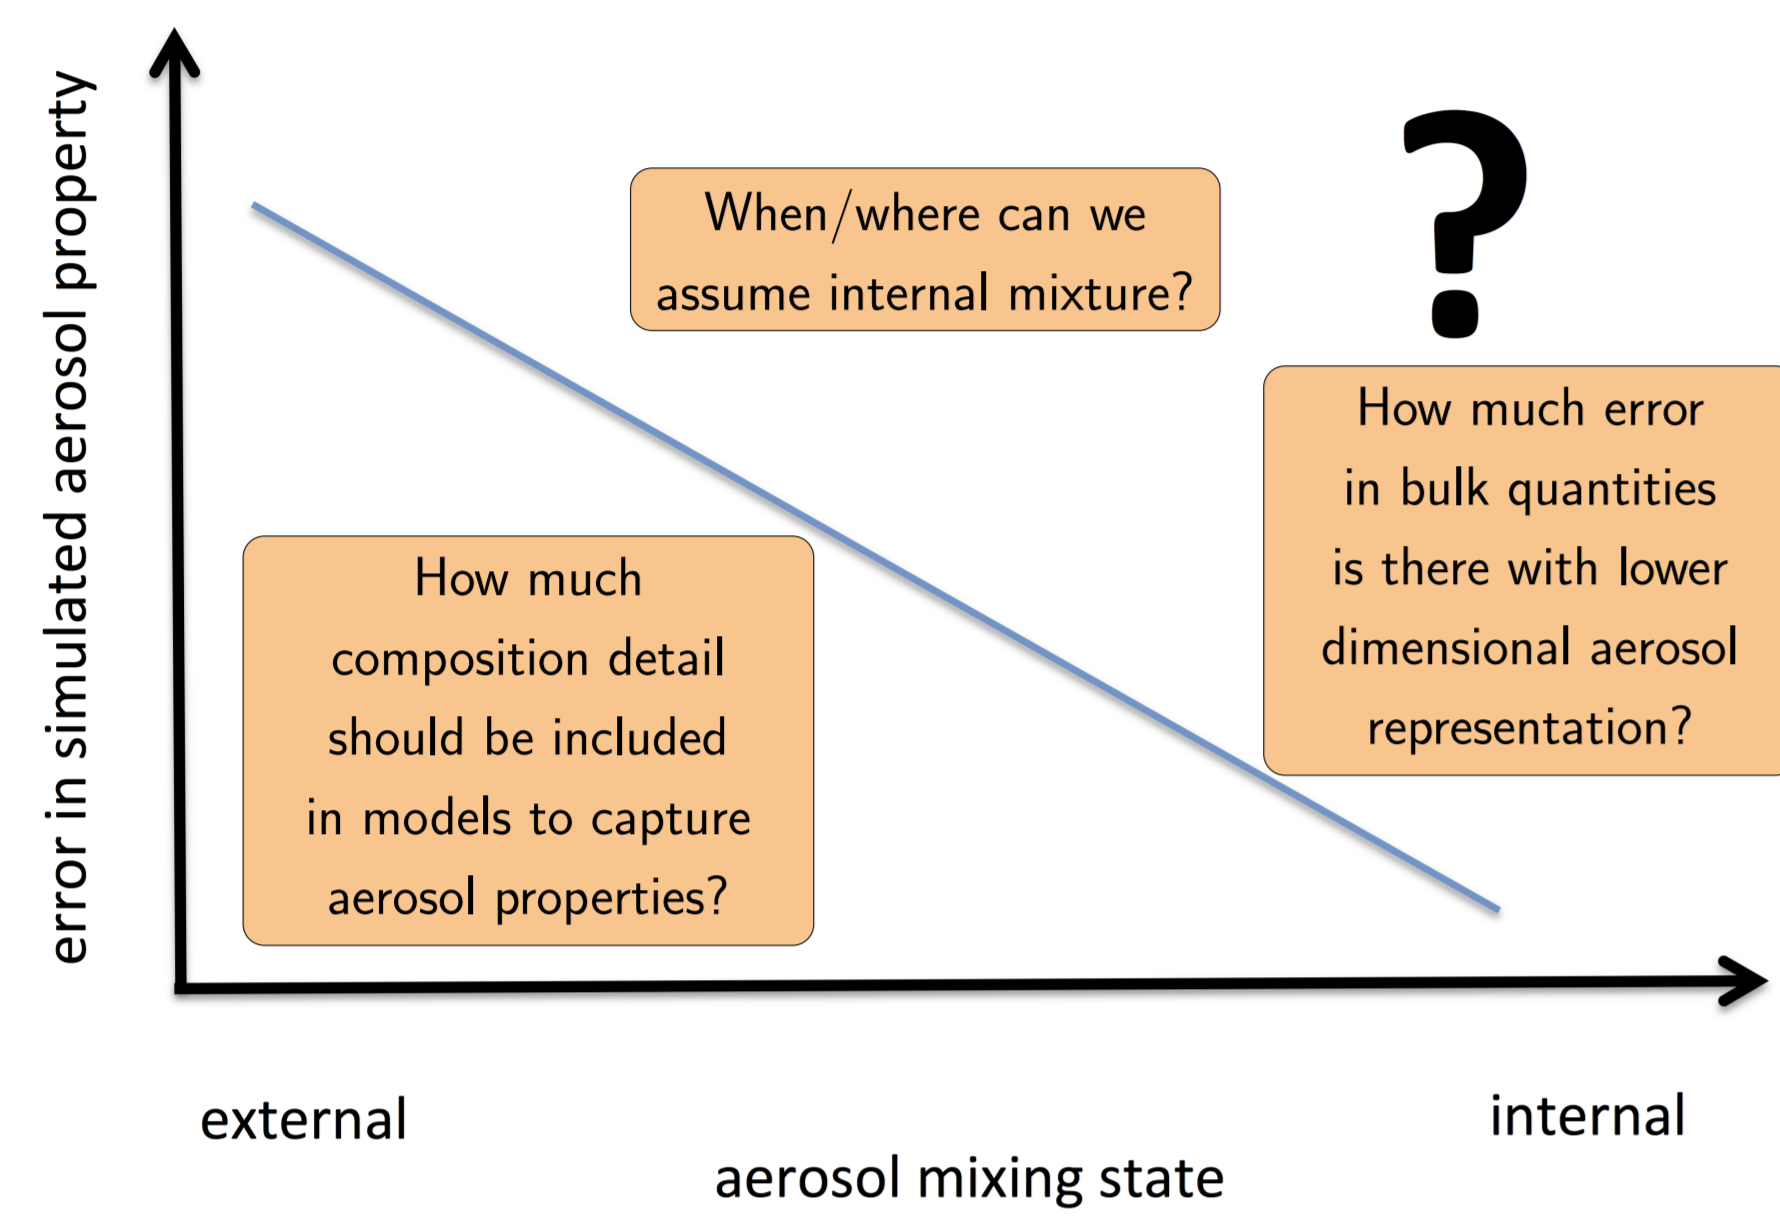 error in simulated aerosol property
When/where can we
assume internal mixture?
?
How much error
in bulk quantities
is there with lower
dimensional aerosol
representation?
How much
composition detail
should be included
in models to capture
aerosol properties?
external
internal
aerosol mixing state